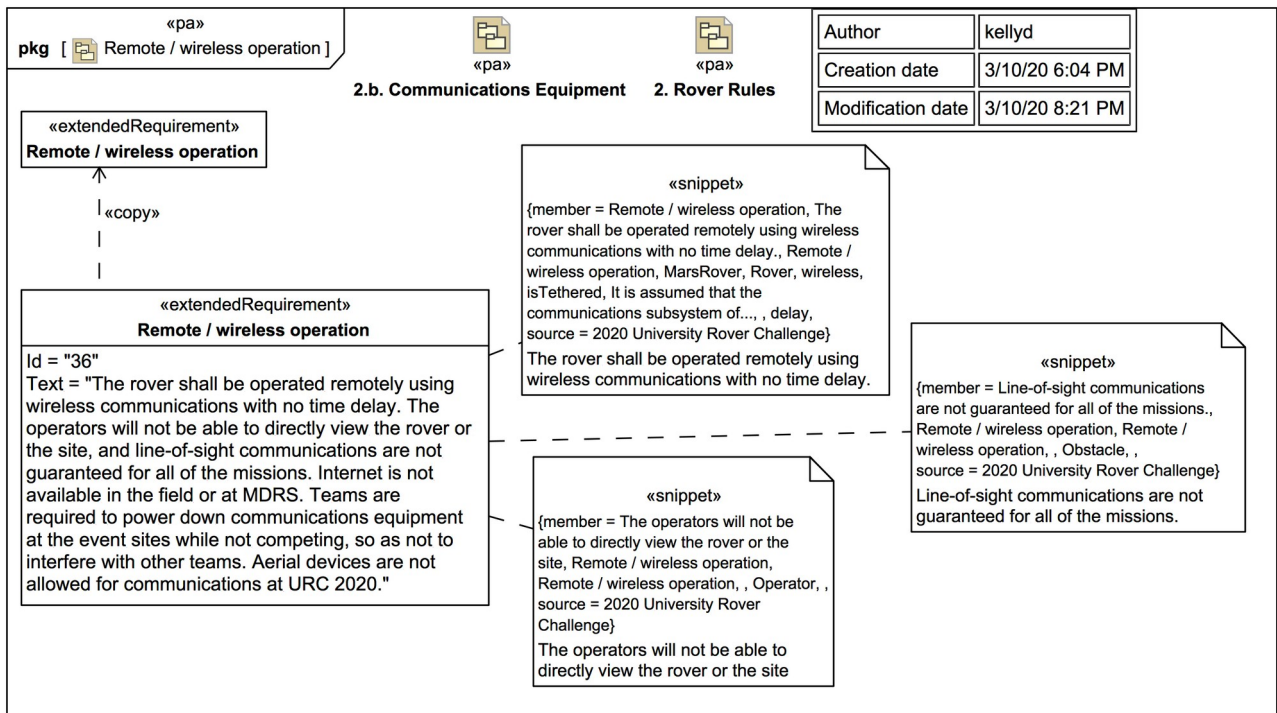 «pa»
pkg [ Remote / wireless operation ]
«pa»
2.b. Communications Equipment
«pa»
2. Rover Rules
Author kellyd
Creation date 3/10/20 6:04 PM
Modification date 3/10/20 8:21 PM
«extendedRequirement»
Remote / wireless operation
«copy»
«extendedRequirement»
Remote / wireless operation
Id = "36"
Text = "The rover shall be operated remotely using
wireless communications with no time delay. The
operators will not be able to directly view the rover or
the site, and line-of-sight communications are not
guaranteed for all of the missions. Internet is not
available in the field or at MDRS. Teams are
required to power down communications equipment
at the event sites while not competing, so as not to
interfere with other teams. Aerial devices are not
allowed for communications at URC 2020."
«snippet»
{member = Remote / wireless operation, The
rover shall be operated remotely using wireless
communications with no time delay., Remote /
wireless operation, MarsRover, Rover, wireless,
isTethered, It is assumed that the
communications subsystem of..., , delay,
source = 2020 University Rover Challenge}
The rover shall be operated remotely using
wireless communications with no time delay.
«snippet»
{member = Line-of-sight communications
are not guaranteed for all of the missions.,
Remote / wireless operation, Remote /
wireless operation, , Obstacle, ,
source = 2020 University Rover Challenge}
Line-of-sight communications are not
guaranteed for all of the missions.
«snippet»
{member = The operators will not be
able to directly view the rover or the
site, Remote / wireless operation,
Remote / wireless operation, , Operator, ,
source = 2020 University Rover
Challenge}
The operators will not be able to
directly view the rover or the site